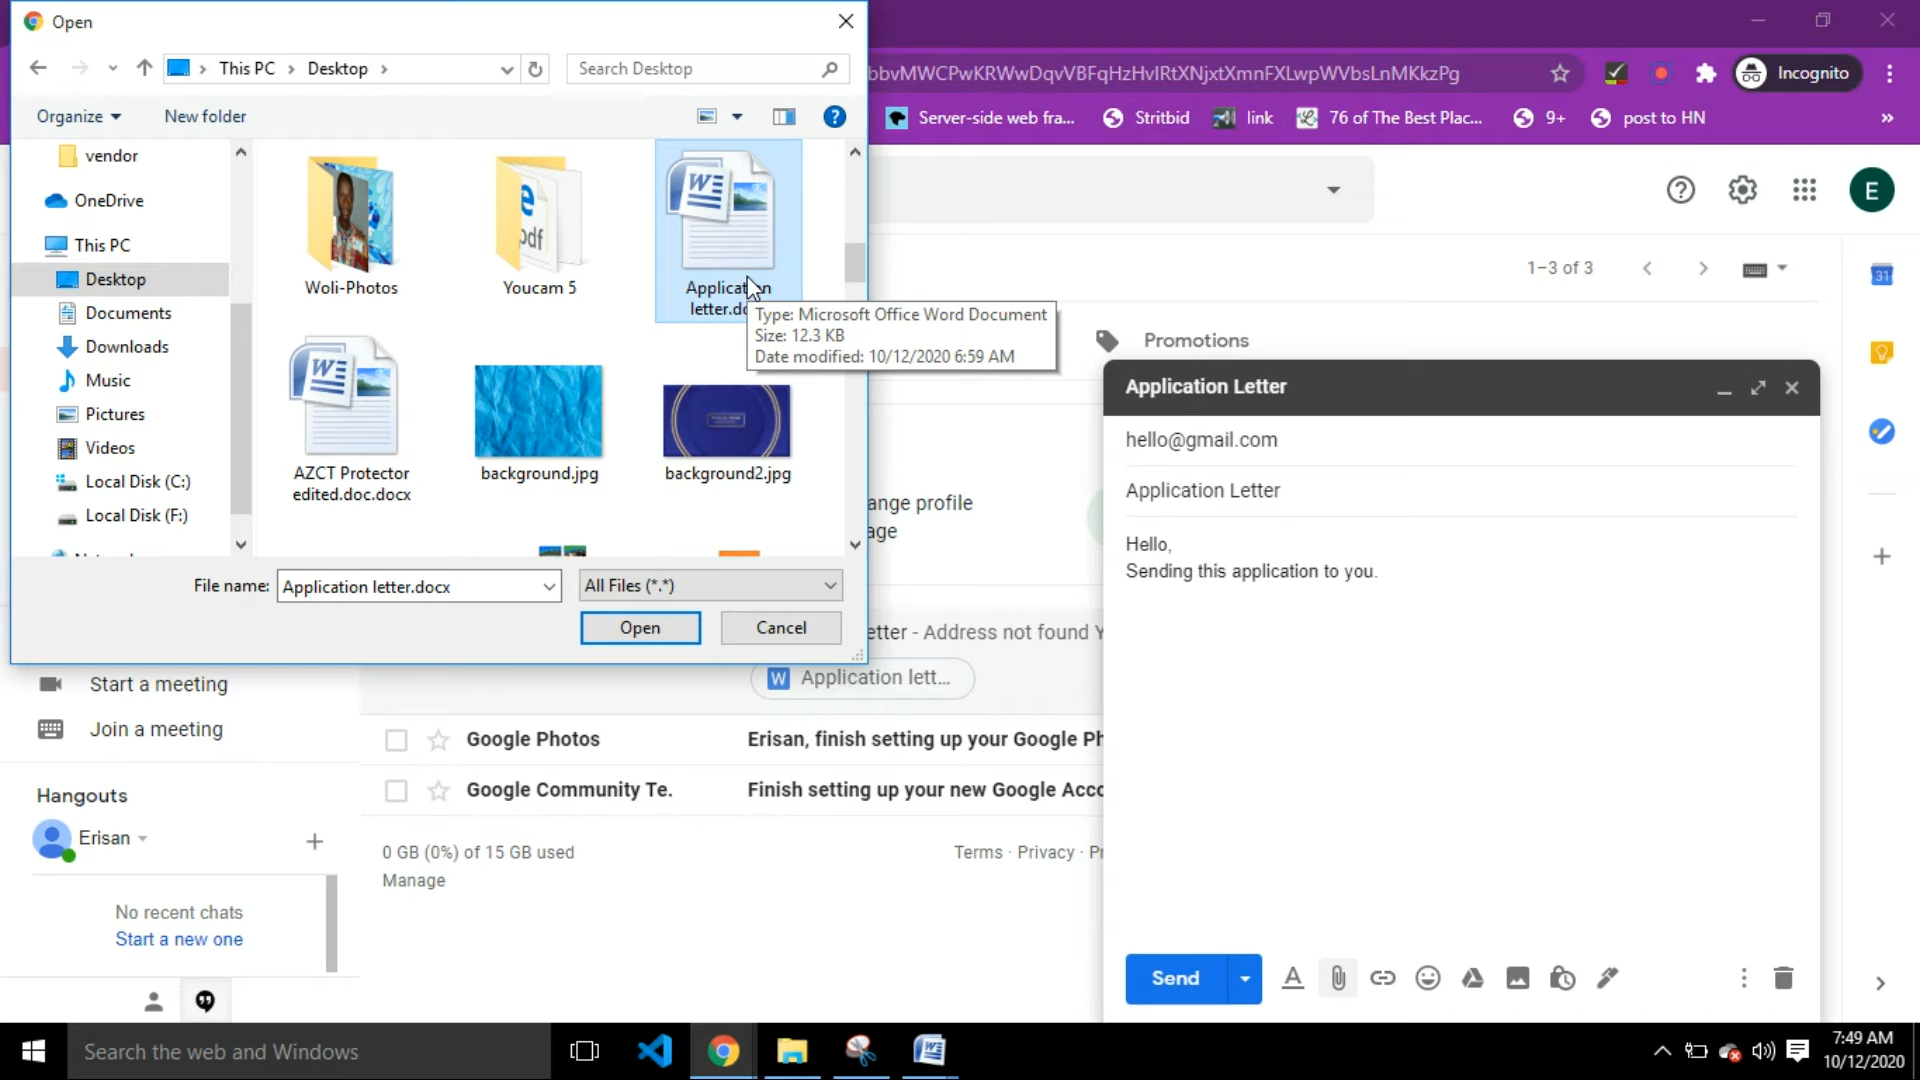 Open
This PC
Desktop
Search Desktop
bbvMWCPwKRWwDqvVBFqHzHvlRtXNjxtXmnFXLwpWVbsLnMKkzPg
Incognito
Organize
New folder
Server-side web fra...
Stritbid
link
76 of The Best Plac...
9+
post to HN
»
vendor
OneDrive
This PC
Desktop
Documents
Downloads
Music
Pictures
Videos
Local Disk (C:)
Local Disk (F:)
Woli-Photos
Youcam 5
Application
letter.do
Type: Microsoft Office Word Document
Size: 12.3 KB
Date modified: 10/12/2020 6:59 AM
AZCT Protector
edited.doc.docx
background.jpg
background2.jpg
File name:
Application letter.docx
All Files (*.*)
Open
Cancel
E
1–3 of 3
31
Promotions
ange profile
age
etter - Address not found Y
W
Application lett...
Start a meeting
Join a meeting
Google Photos
Erisan, finish setting up your Google Ph
Google Community Te.
Finish setting up your new Google Acco
Hangouts
Erisan
No recent chats
Start a new one
0 GB (0%) of 15 GB used
Manage
Terms · Privacy · Pr
Application Letter
hello@gmail.com
Application Letter
Hello,
Sending this application to you.
Send
Search the web and Windows
7:49 AM
10/12/2020